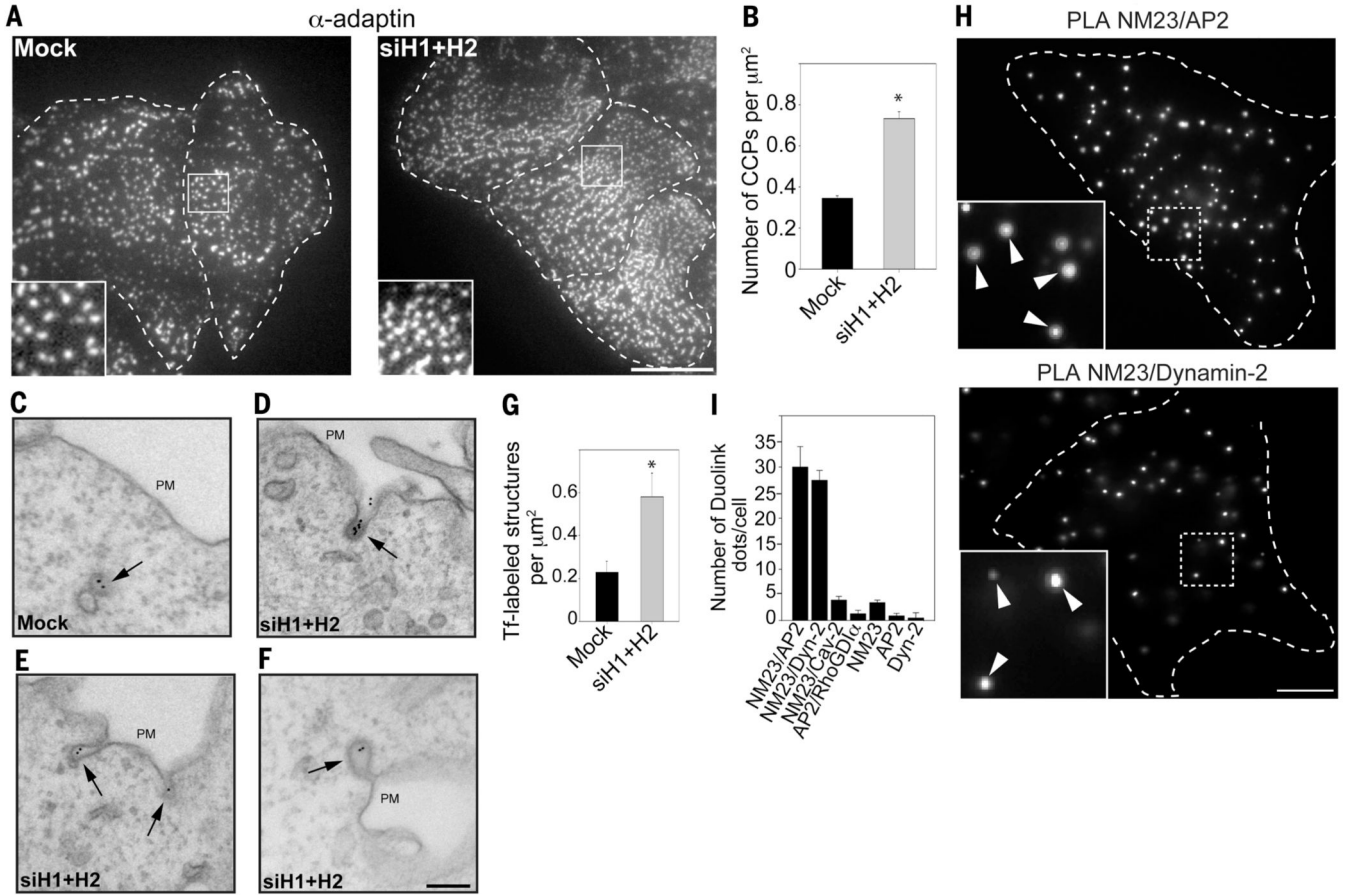 A
α-adaptin
Mock
siH1+H2
B
Number of CCPs per μm²
0.8
0.6
0.4
0.2
0
*
Mock
siH1+H2
H
PLA NM23/AP2
PLA NM23/Dynamin-2
C
PM
Mock
D
PM
siH1+H2
E
PM
siH1+H2
F
PM
siH1+H2
G
Tf-labeled structures
per μm²
0.6
0.2
0
*
Mock
siH1+H2
I
Number of Duolink
dots/cell
35
30
25
20
15
10
5
0
NM23/AP2
NM23/Dyn-2
NM23/Cav-2
AP2/RhoGDIα
NM23
AP2
Dyn-2